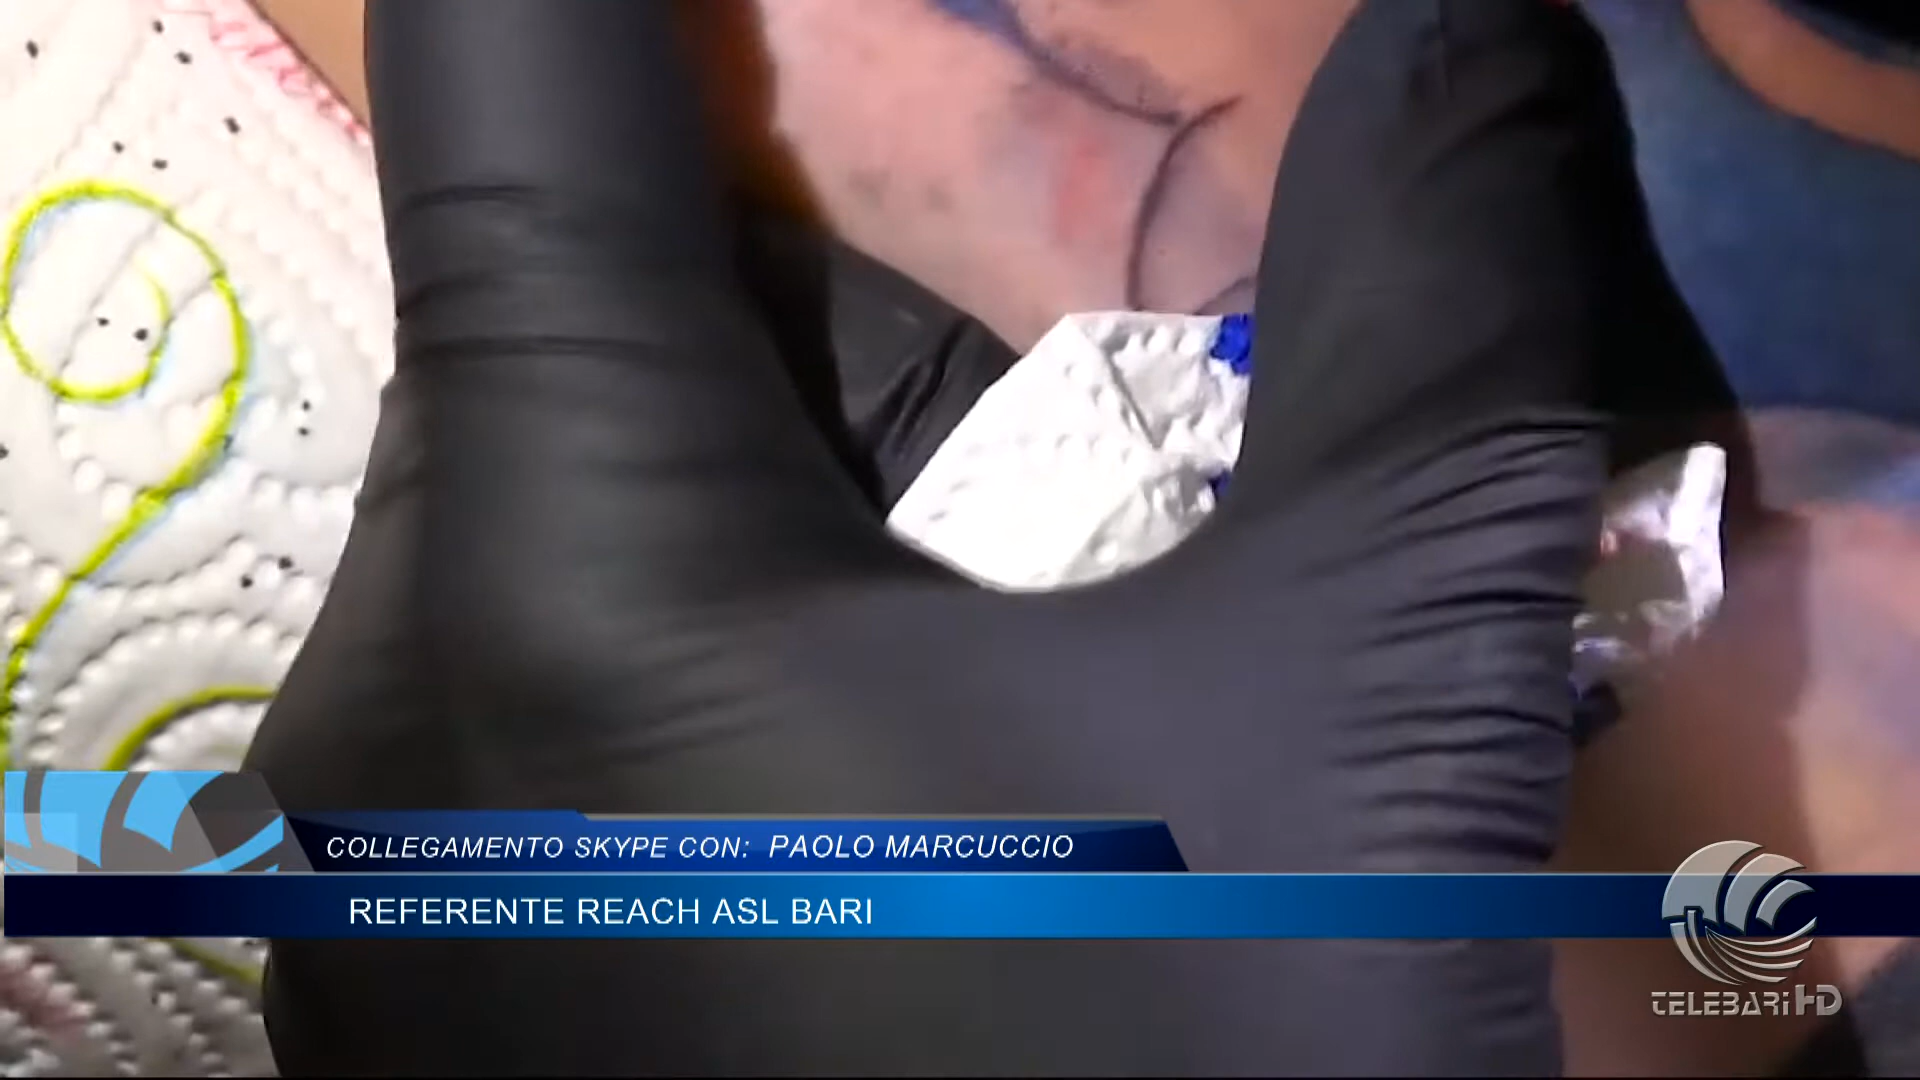 COLLEGAMENTO SKYPE CON: PAOLO MARCUCCIO
REFERENTE REACH ASL BARI
TELEBARI HD